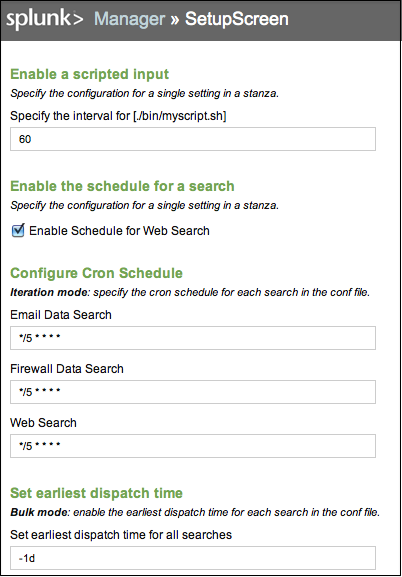 splunk> Manager » SetupScreen
Enable a scripted input
Specify the configuration for a single setting in a stanza.
Specify the interval for [./bin/myscript.sh]
60
Enable the schedule for a search
Specify the configuration for a single setting in a stanza.
Enable Schedule for Web Search
Configure Cron Schedule
Iteration mode: specify the cron schedule for each search in the conf file.
Email Data Search
*/5 * * * *
Firewall Data Search
*/5 * * * *
Web Search
*/5 * * * *
Set earliest dispatch time
Bulk mode: enable the earliest dispatch time for each search in the conf file.
Set earliest dispatch time for all searches
-1d